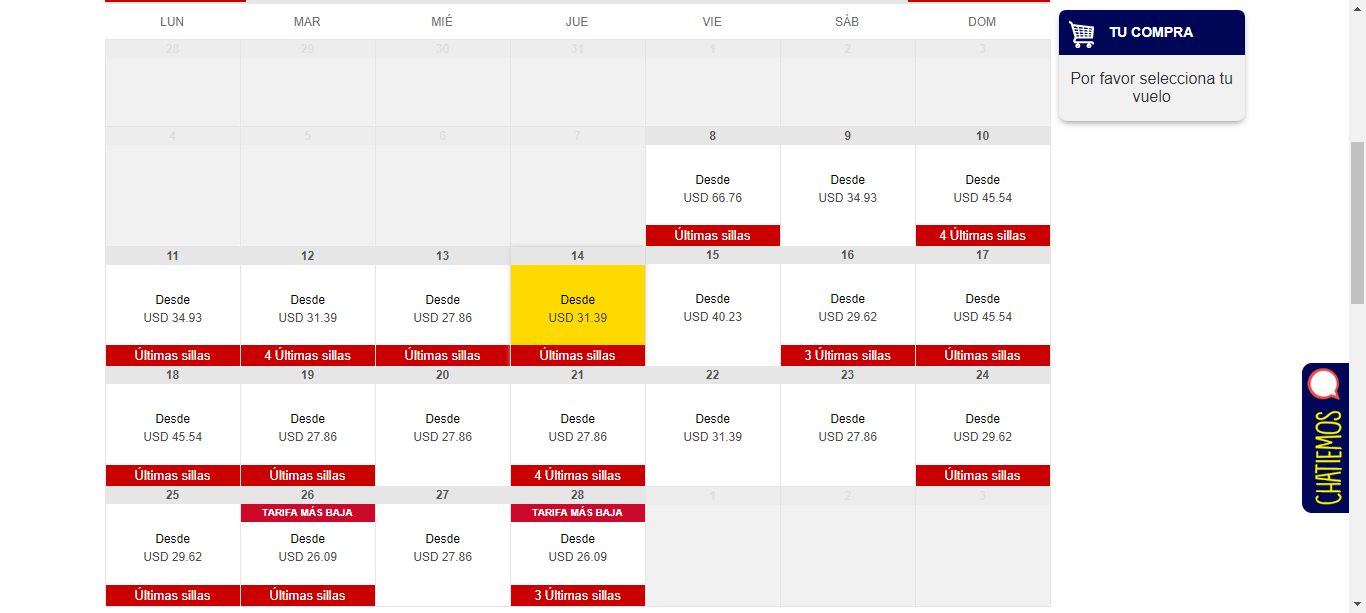 LUN MAR MIÉ JUE VIE SÁB DOM
TU COMPRA
Por favor selecciona tu
vuelo
28 29 30 31 1 2 3
4 5 6 7 8 9 10
Desde Desde Desde
USD 66.76 USD 34.93 USD 45.54
Últimas sillas 4 Últimas sillas
11 12 13 14 15 16 17
Desde Desde Desde Desde Desde Desde Desde
USD 34.93 USD 31.39 USD 27.86 USD 31.39 USD 40.23 USD 29.62 USD 45.54
Últimas sillas 4 Últimas sillas Últimas sillas Últimas sillas 3 Últimas sillas Últimas sillas
18 19 20 21 22 23 24
Desde Desde Desde Desde Desde Desde Desde
USD 45.54 USD 27.86 USD 27.86 USD 27.86 USD 31.39 USD 27.86 USD 29.62
Últimas sillas Últimas sillas 4 Últimas sillas Últimas sillas
25 26 27 28 1 2 3
TARIFA MÁS BAJA TARIFA MÁS BAJA
Desde Desde Desde Desde
USD 29.62 USD 26.09 USD 27.86 USD 26.09
Últimas sillas Últimas sillas 3 Últimas sillas
CHATIEMOS